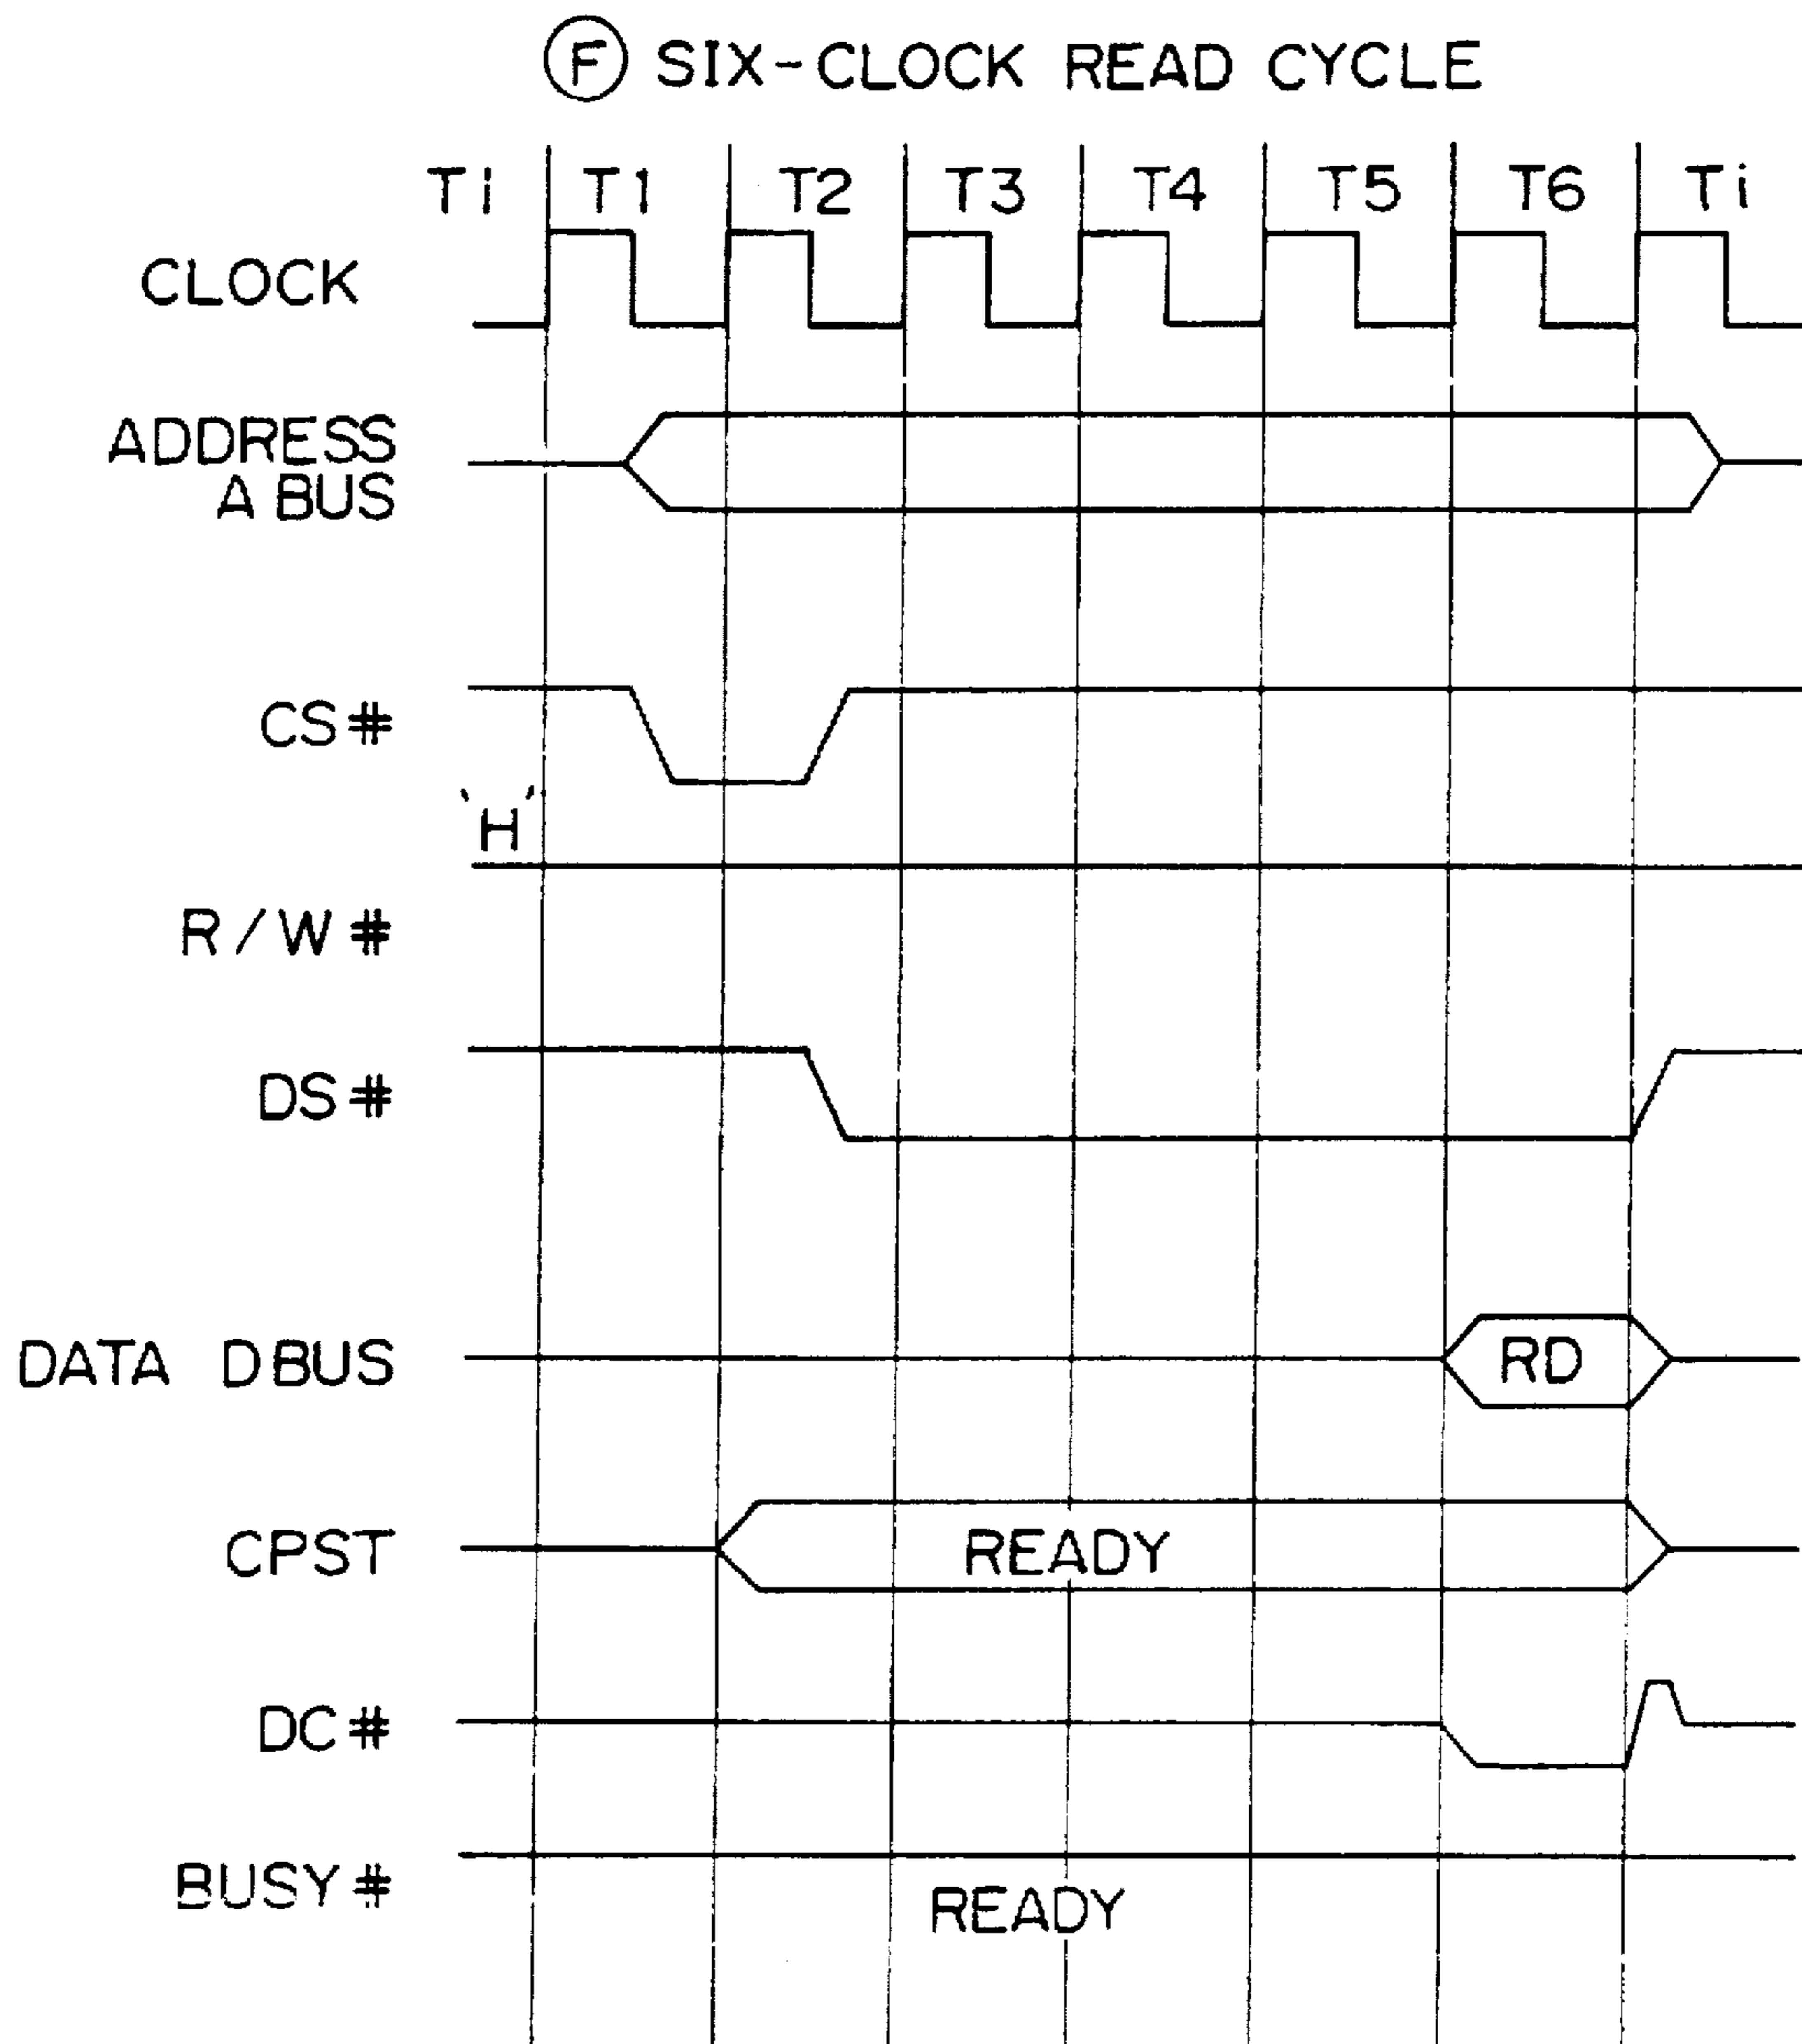 F SIX-CLOCK READ CYCLE
Ti T1 T2 T3 T4 T5 T6 Ti
CLOCK
ADDRESS
A BUS
CS#
'H'
R/W#
DS#
DATA DBUS RD
CPST READY
DC#
BUSY#
READY